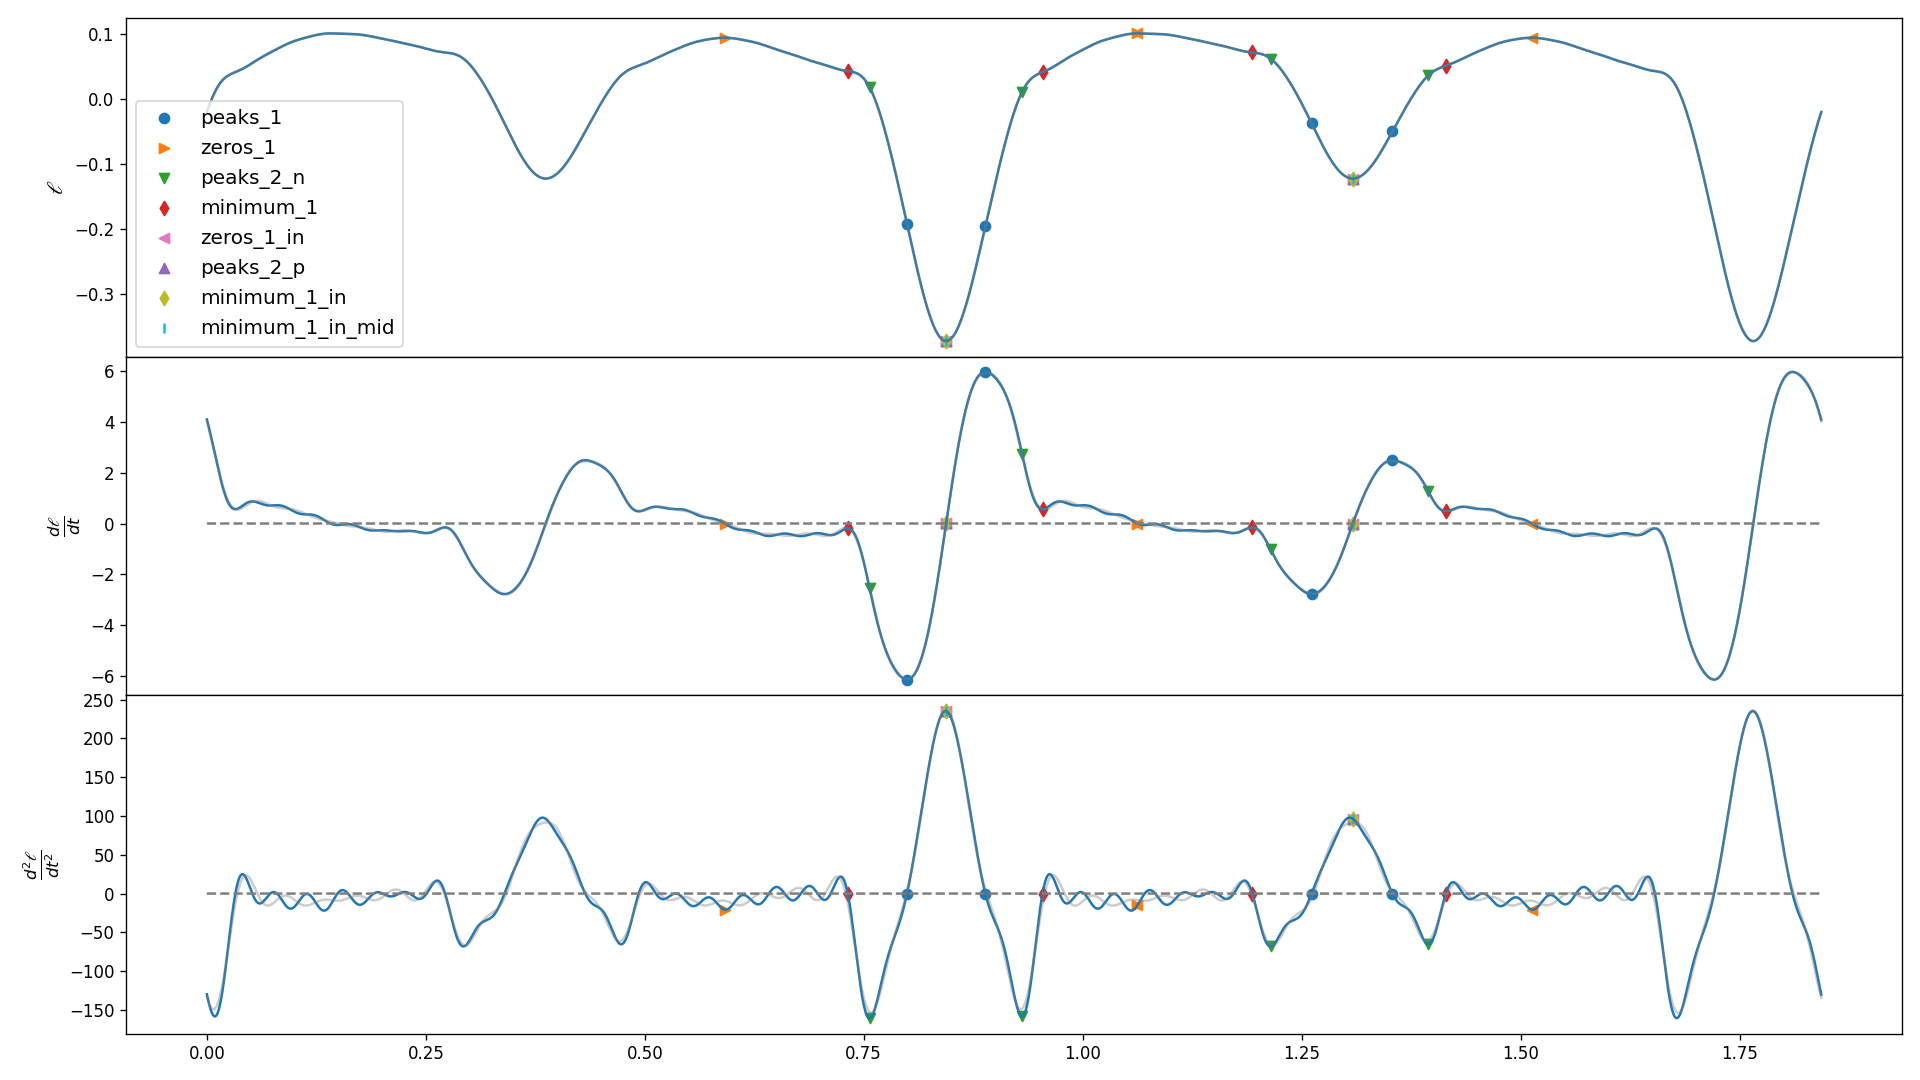 0.1
0.0
−0.1
−0.2
−0.3
ℓ
peaks_1
zeros_1
peaks_2_n
minimum_1
zeros_1_in
peaks_2_p
minimum_1_in
minimum_1_in_mid
6
4
2
0
−2
−4
−6
dℓ
dt
250
200
150
100
50
0
−50
−100
−150
d²ℓ
dt²
0.00 0.25 0.50 0.75 1.00 1.25 1.50 1.75